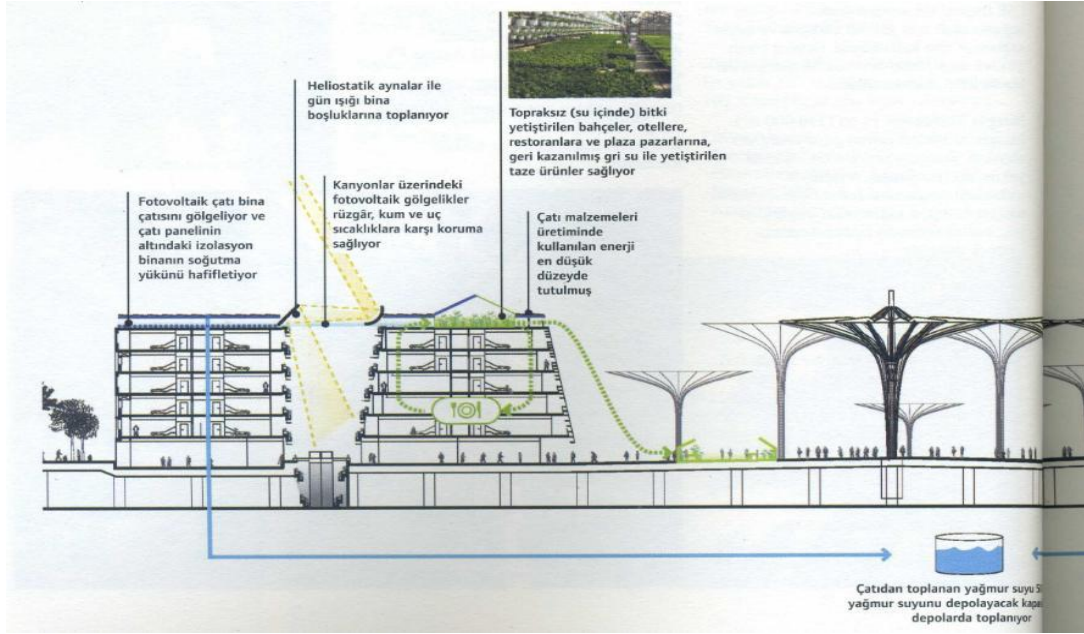 Topraksız (su içinde) bitki
yetiştirilen bahçeler, otellere,
restoranlara ve plaza pazarlarına,
geri kazanılmış gri su ile yetiştirilen
taze ürünler sağlıyor
Heliostatik aynalar ile
gün ışığı bina
boşluklarına toplanıyor
Fotovoltaik çatı bina
çatısını gölgeliyor ve
çatı panelinin
altındaki izolasyon
binanın soğutma
yükünü hafifletiyor
Kanyonlar üzerindeki
fotovoltaik gölgelikler
rüzgâr, kum ve uç
sıcaklıklara karşı koruma
sağlıyor
Çatı malzemeleri
üretiminde
kullanılan enerji
en düşük
düzeyde
tutulmuş
Çatıdan toplanan yağmur suyu
yağmur suyunu depolayacak
depolarda toplanıyor